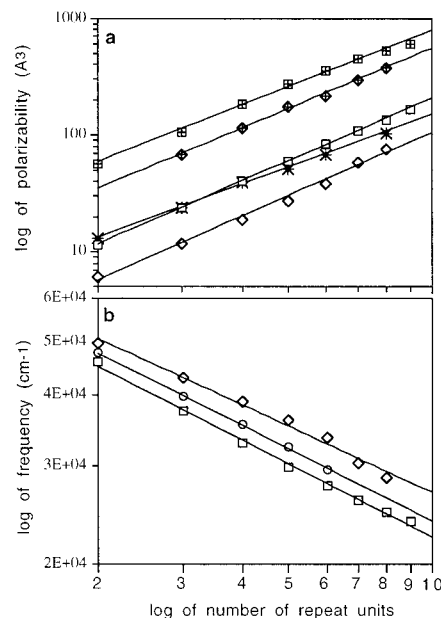 a
1000
100
10
log of polarizability (A3)
b
6E+04
5E+04
4E+04
3E+04
2E+04
log of frequency (cm-1)
2 3 4 5 6 7 8 9 10
log of number of repeat units